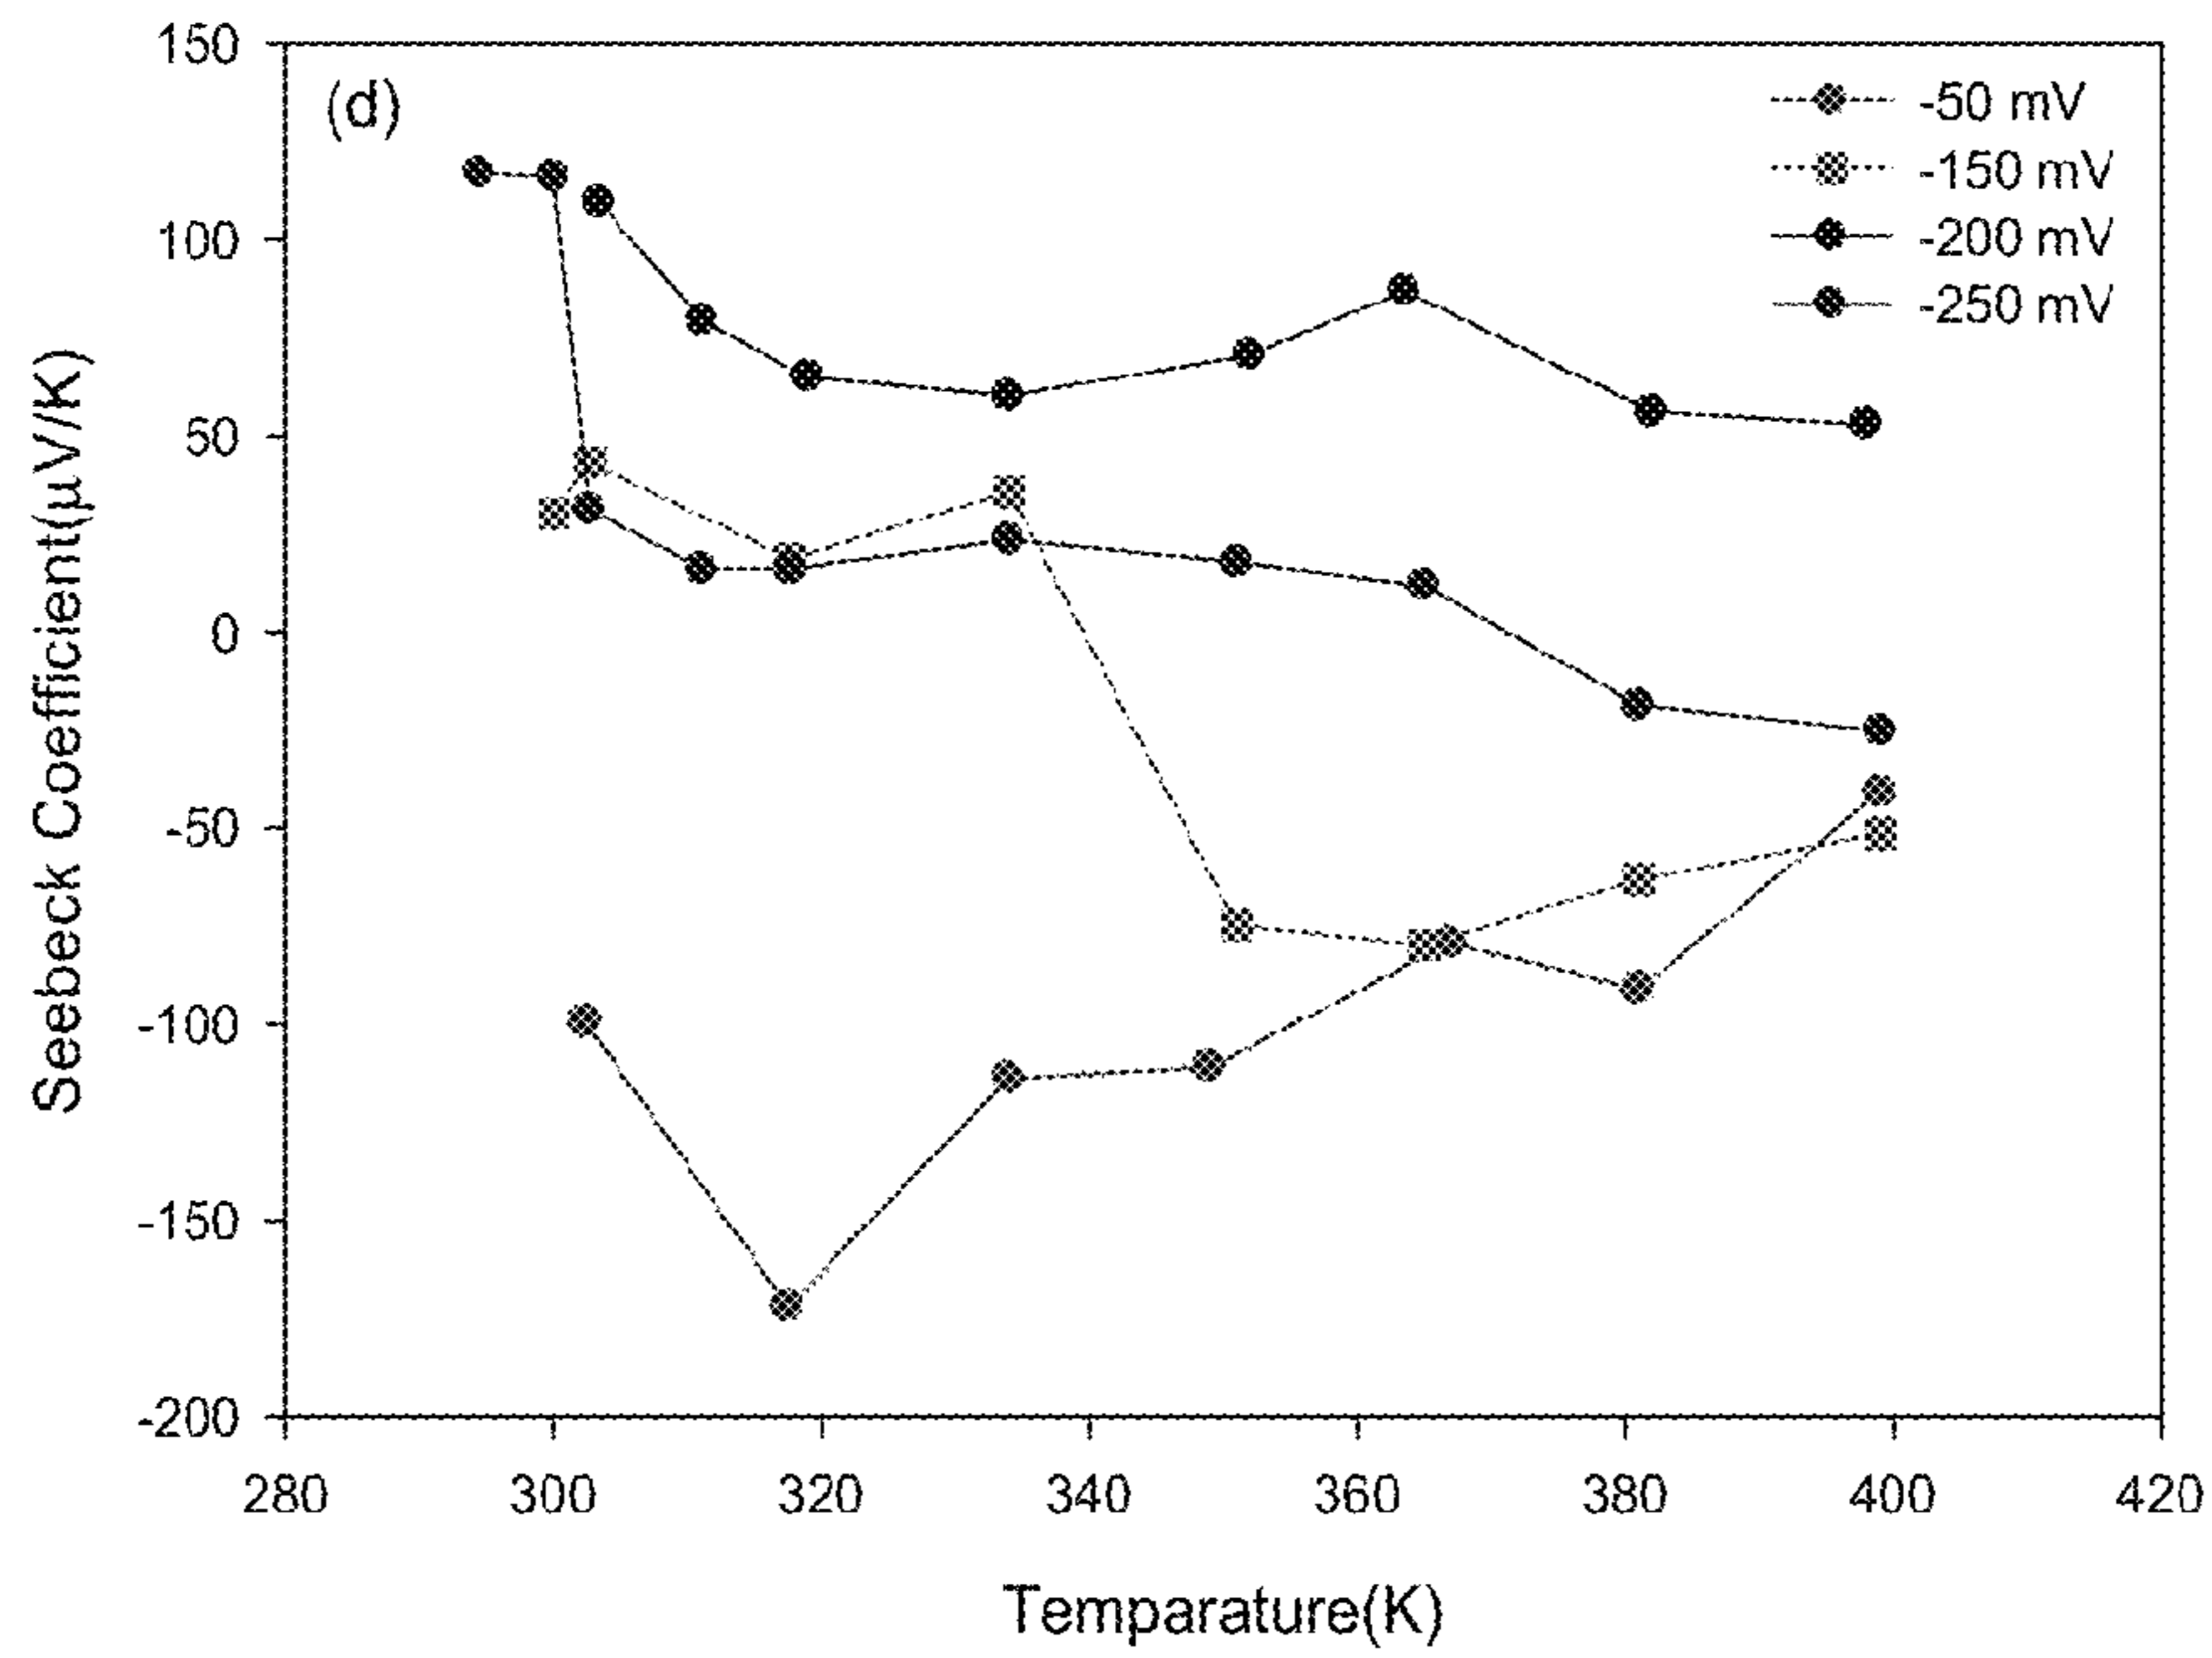 (d)
-50 mV
-150 mV
-200 mV
-250 mV
150
100
50
0
-50
-100
-150
-200
Seebeck Coefficient(µV/K)
280 300 320 340 360 380 400 420
Temparature(K)